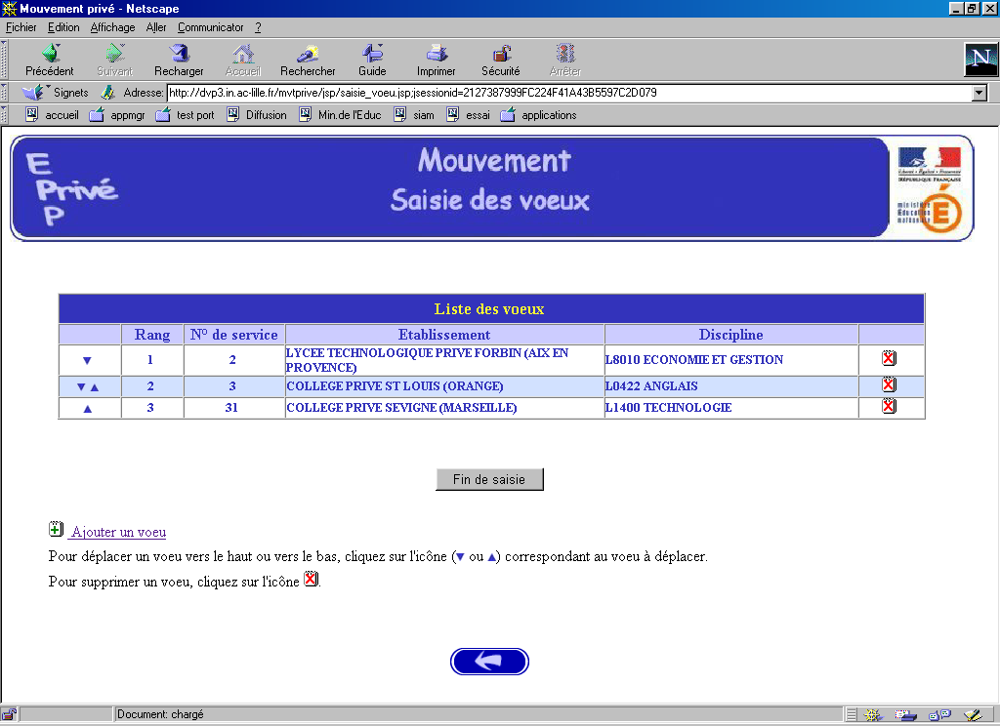 Mouvement privé - Netscape
Fichier Edition Affichage Aller Communicator ?
Précédent Suivant Recharger Accueil Rechercher Guide Imprimer Sécurité Arrêter
N
Signets Adresse: http://dvp3.in.ac-lille.fr/mvtprive/jsp/saisie_voeu.jsp;jsessionid=2127387999FC224F41A43B5597C2D079
accueil appmgr test port Diffusion Min.de l'Educ siam essai applications
E
Privé
P
Mouvement
Saisie des voeux
Liberté • Égalité • Fraternité
RÉPUBLIQUE FRANÇAISE
ministère
Éducation
nationale
É
Liste des voeux
Rang N° de service Etablissement Discipline
1 2 LYCEE TECHNOLOGIQUE PRIVE FORBIN (AIX EN PROVENCE) L8010 ECONOMIE ET GESTION
2 3 COLLEGE PRIVE ST LOUIS (ORANGE) L0422 ANGLAIS
3 31 COLLEGE PRIVE SEVIGNE (MARSEILLE) L1400 TECHNOLOGIE
Fin de saisie
Ajouter un voeu
Pour déplacer un voeu vers le haut ou vers le bas, cliquez sur l'icône (▼ ou ▲) correspondant au voeu à déplacer.
Pour supprimer un voeu, cliquez sur l'icône .
Document: chargé